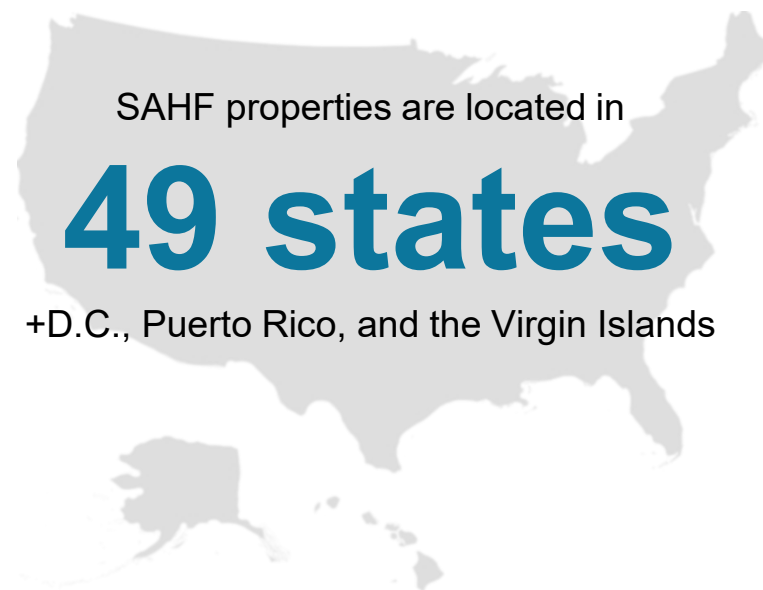 SAHF properties are located in
49 states
+D.C., Puerto Rico, and the Virgin Islands